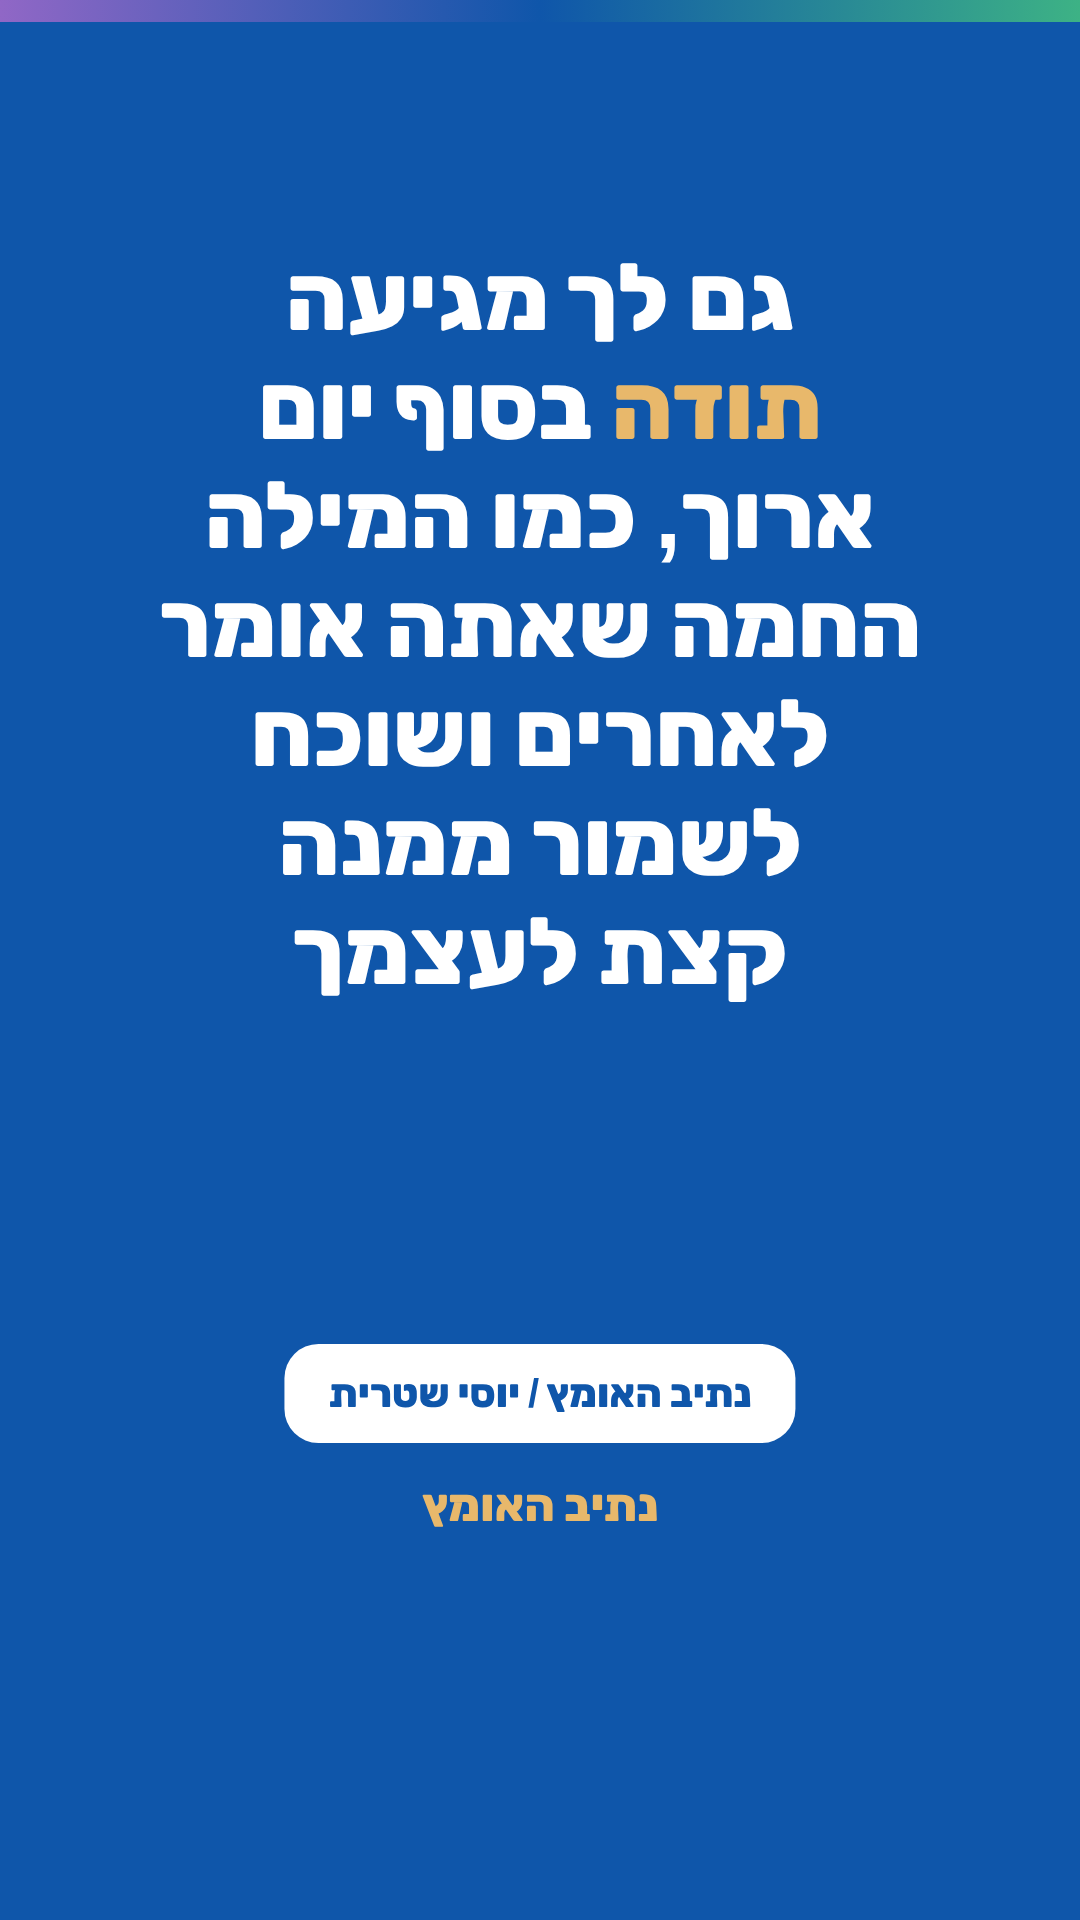 גם לך מגיעה
תודה בסוף יום
ארוך, כמו המילה
החמה שאתה אומר
לאחרים ושוכח
לשמור ממנה
קצת לעצמך
נתיב האומץ / יוסי שטרית
נתיב האומץ